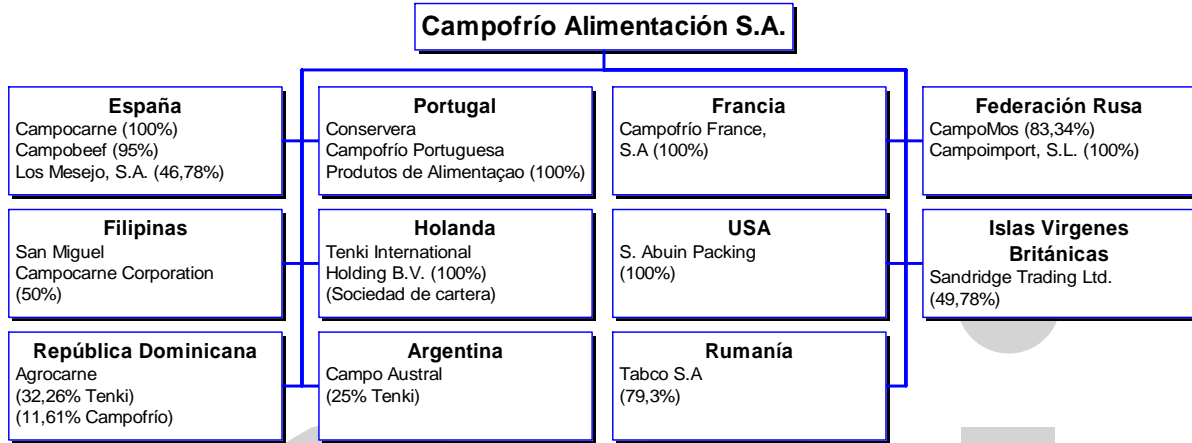 Campofrío Alimentación S.A.
España
Campocarne (100%)
Campobeef (95%)
Los Mesejo, S.A. (46,78%)
Portugal
Conservera
Campofrío Portuguesa
Produtos de Alimentaçao (100%)
Francia
Campofrío France,
S.A (100%)
Federación Rusa
CampoMos (83,34%)
Campoimport, S.L. (100%)
Filipinas
San Miguel
Campocarne Corporation
(50%)
Holanda
Tenki International
Holding B.V. (100%)
(Sociedad de cartera)
USA
S. Abuin Packing
(100%)
Islas Virgenes
Británicas
Sandridge Trading Ltd.
(49,78%)
República Dominicana
Agrocarne
(32,26% Tenki)
(11,61% Campofrío)
Argentina
Campo Austral
(25% Tenki)
Rumanía
Tabco S.A
(79,3%)